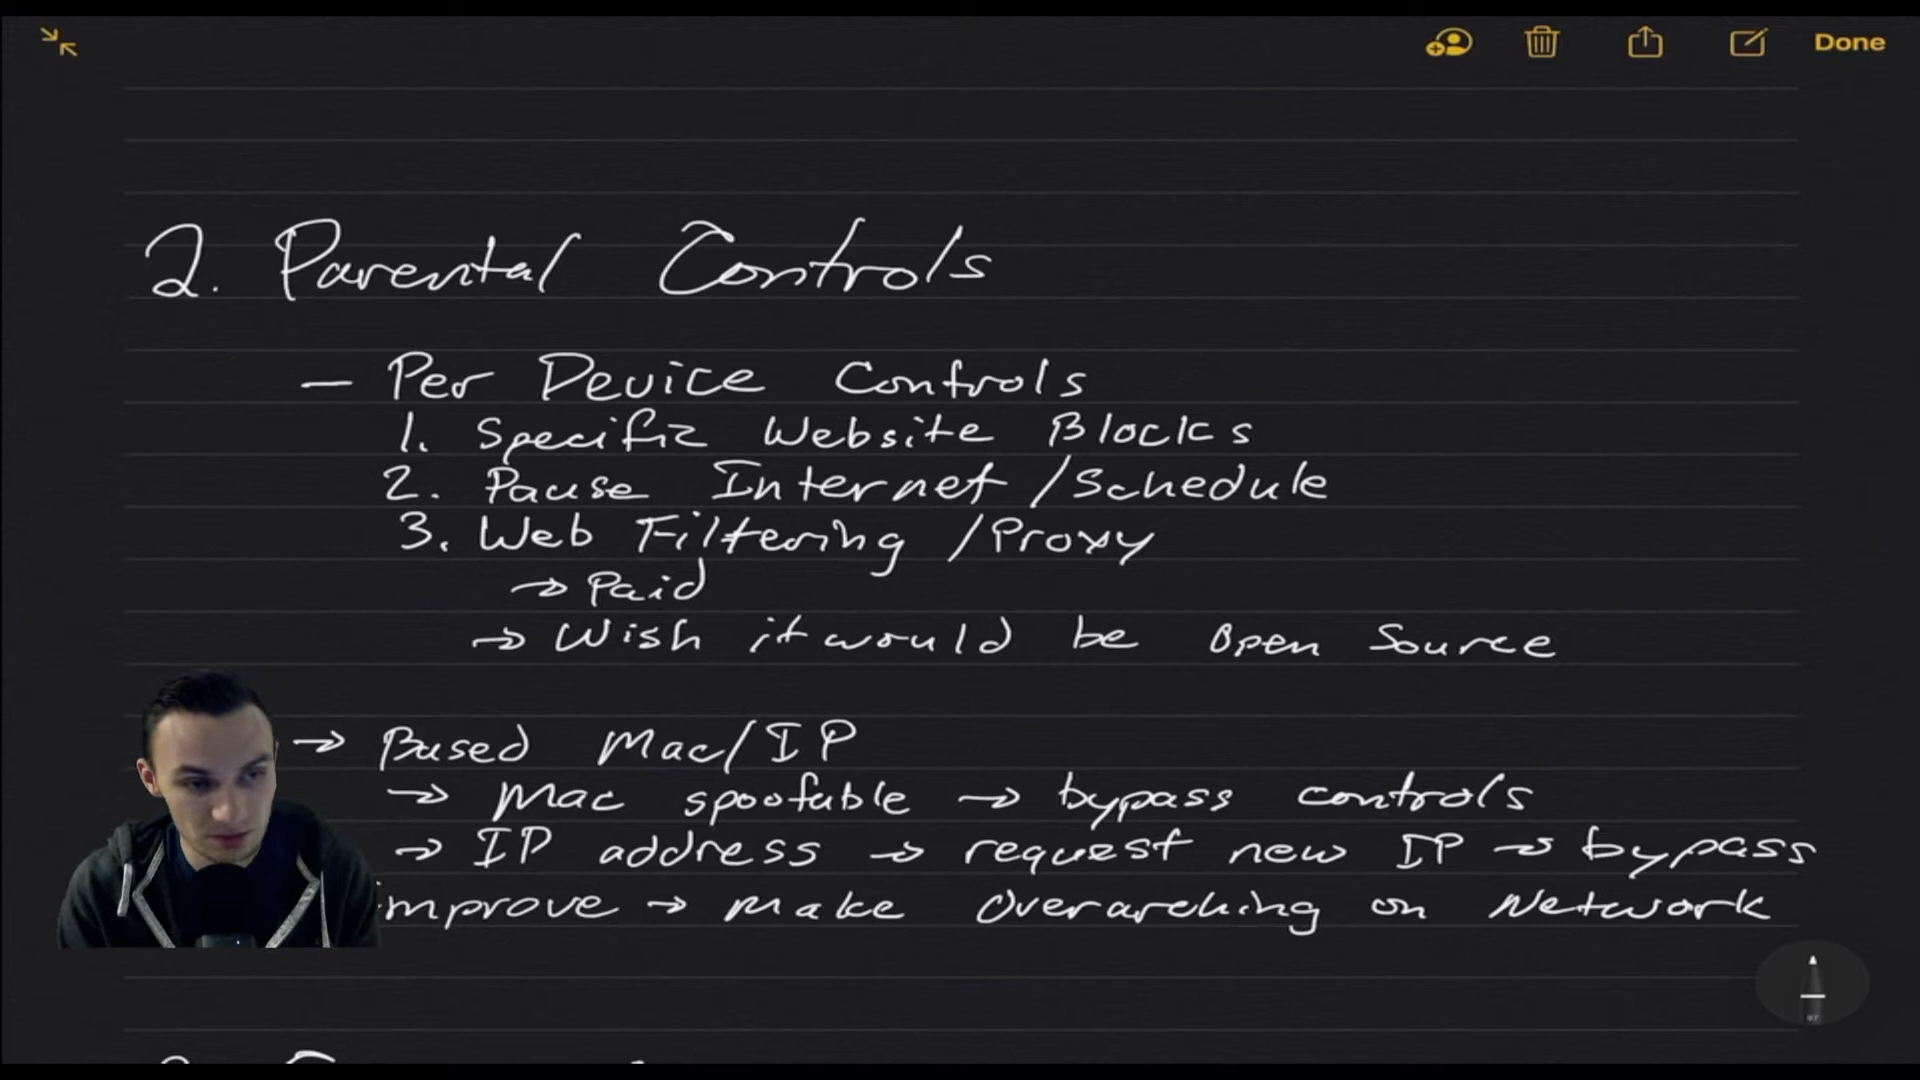 Done
2. Parental Controls
- Per Device Controls
1. Specific Website Blocks
2. Pause Internet /Schedule
3. Web Filtering /Proxy
→ Paid
→ Wish it would be Open Source
→ Based Mac/IP
→ Mac spoofable → bypass controls
→ IP address → request new IP → bypass
improve → Make Overarching on Network